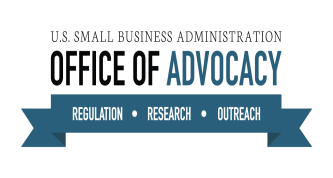 U.S. SMALL BUSINESS ADMINISTRATION
OFFICE OF ADVOCACY
REGULATION • RESEARCH • OUTREACH